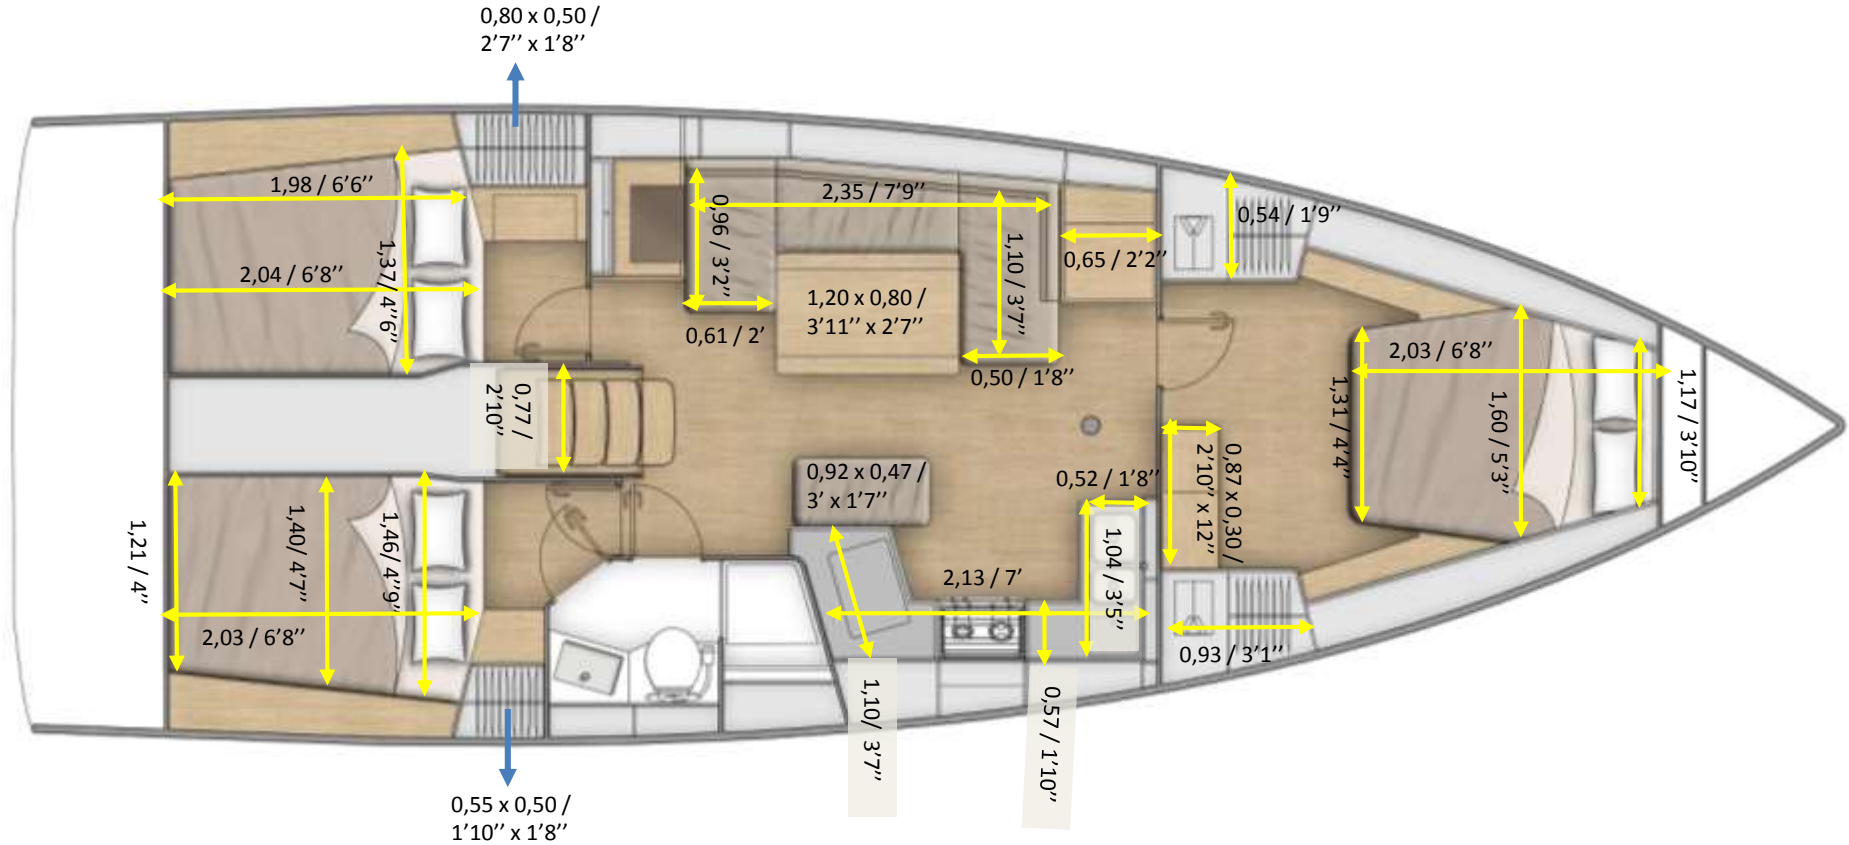 0,80 x 0,50 /
2’7’’ x 1’8’’
1,98 / 6’6’’
2,04 / 6’8’’
1,37/ 4’’6’’
0,96 / 3’2’’
2,35 / 7’9’’
1,10 / 3’7’’
0,61 / 2’
1,20 x 0,80 /
3’11’’ x 2’7’’
0,50 / 1’8’’
0,65 / 2’2’’
0,54 / 1’9’’
2,03 / 6’8’’
1,31 / 4’4’’
1,60 / 5’3’’
1,17 / 3’10’
0,77 /
2’10’’
0,92 x 0,47 /
3’ x 1’7’’
0,52 / 1’8’’
0,87 x 0,30 /
2’10’’ x 12’’
1,21 / 4’’
1,40/ 4’7’’
1,46/ 4’’9’’
2,03 / 6’8’’
2,13 / 7’
1,04 / 3’5’’
0,93 / 3’1’’
1,10/ 3’7’’
0,57 / 1’10’’
0,55 x 0,50 /
1’10’’ x 1’8’’